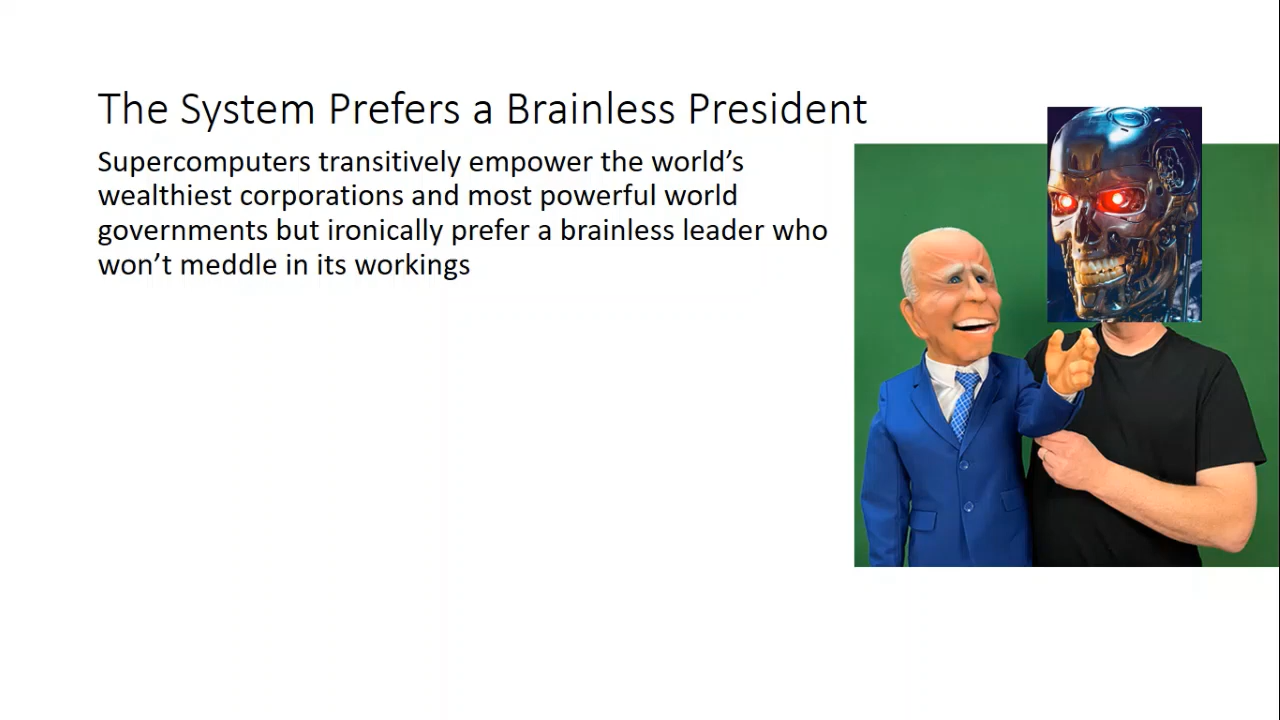 The System Prefers a Brainless President
Supercomputers transitively empower the world’s
wealthiest corporations and most powerful world
governments but ironically prefer a brainless leader who
won’t meddle in its workings